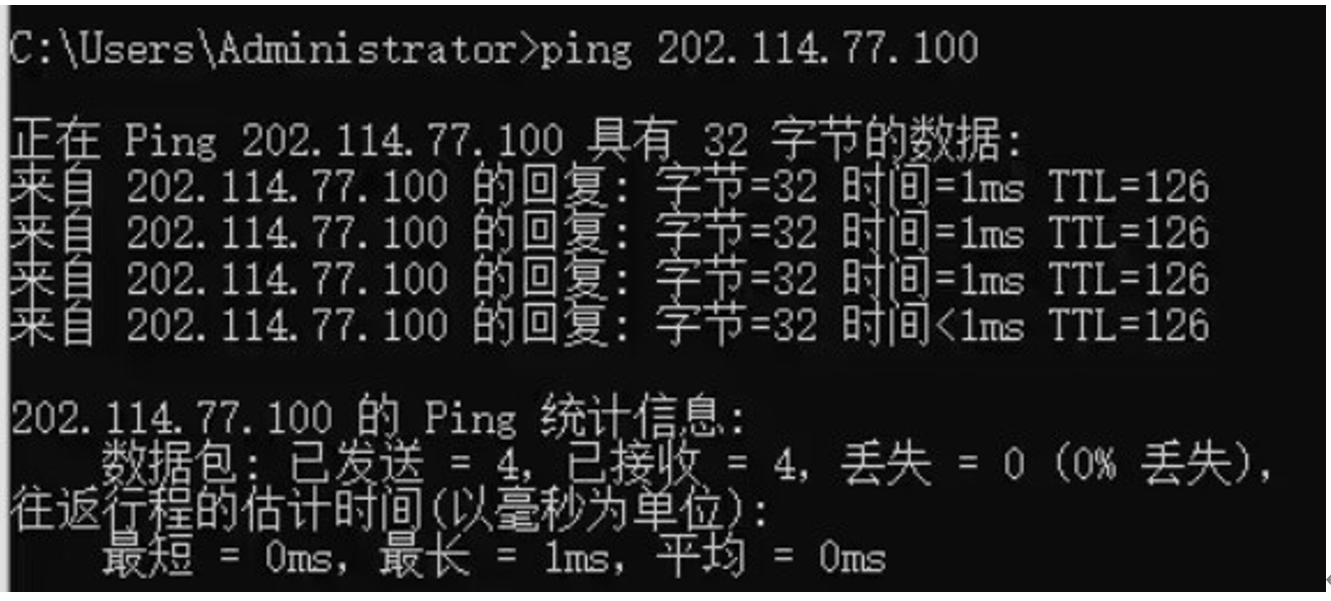 C:\Users\Administrator>ping 202.114.77.100
正在 Ping 202.114.77.100 具有 32 字节的数据:
来自 202.114.77.100 的回复: 字节=32 时间=1ms TTL=126
来自 202.114.77.100 的回复: 字节=32 时间=1ms TTL=126
来自 202.114.77.100 的回复: 字节=32 时间=1ms TTL=126
来自 202.114.77.100 的回复: 字节=32 时间<1ms TTL=126
202.114.77.100 的 Ping 统计信息:
数据包: 已发送 = 4, 已接收 = 4, 丢失 = 0 (0% 丢失),
往返行程的估计时间(以毫秒为单位):
最短 = 0ms, 最长 = 1ms, 平均 = 0ms